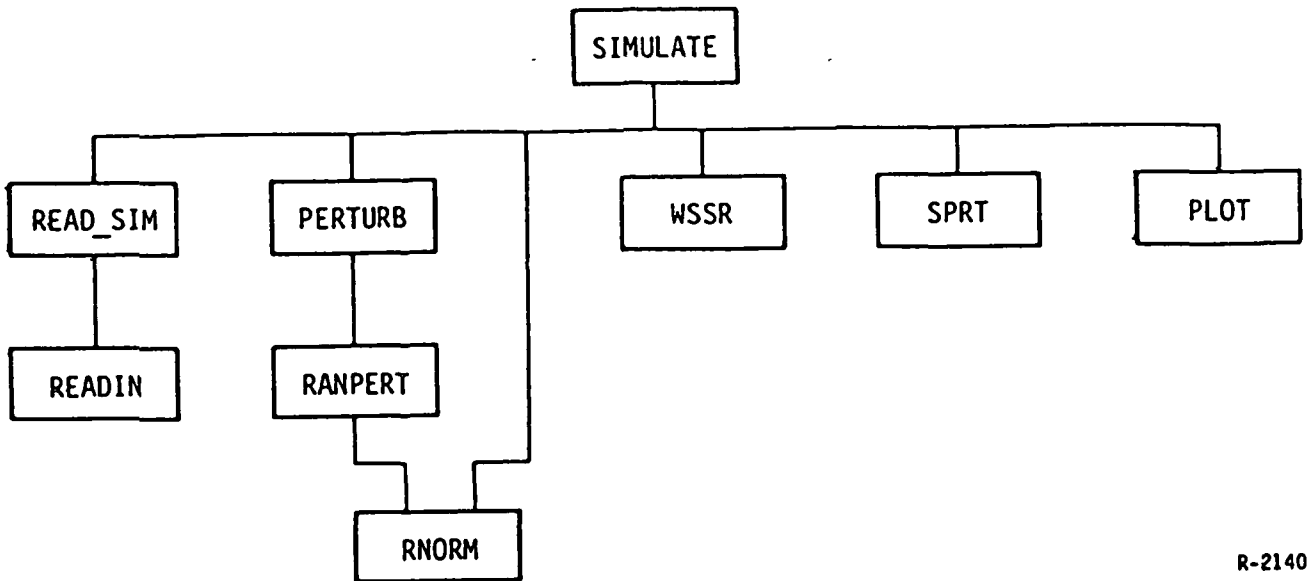 SIMULATE
READ_SIM
PERTURB
WSSR
SPRT
PLOT
READIN
RANPERT
RNORM
R-2140